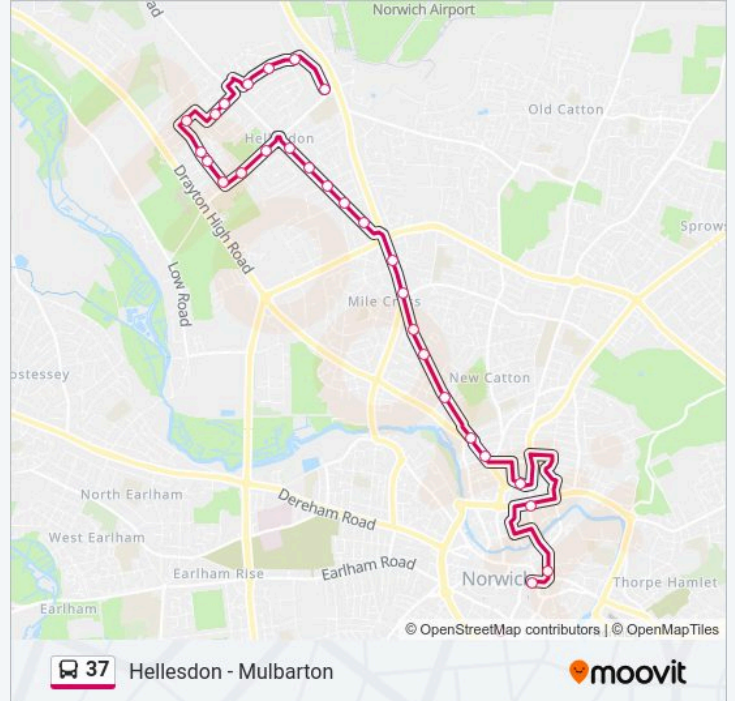 ad
Norwich Airport
Old Catton
Hellesdon
Drayton High Road
Sprows
Low Road
Mile Cross
ostessey
New Catton
North Earlham
Dereham Road
West Earlham
Earlham Rise
Earlham Road
Norwich
Thorpe Hamlet
Earlham
© OpenStreetMap contributors | © OpenMapTiles
37 Hellesdon - Mulbarton
moovit